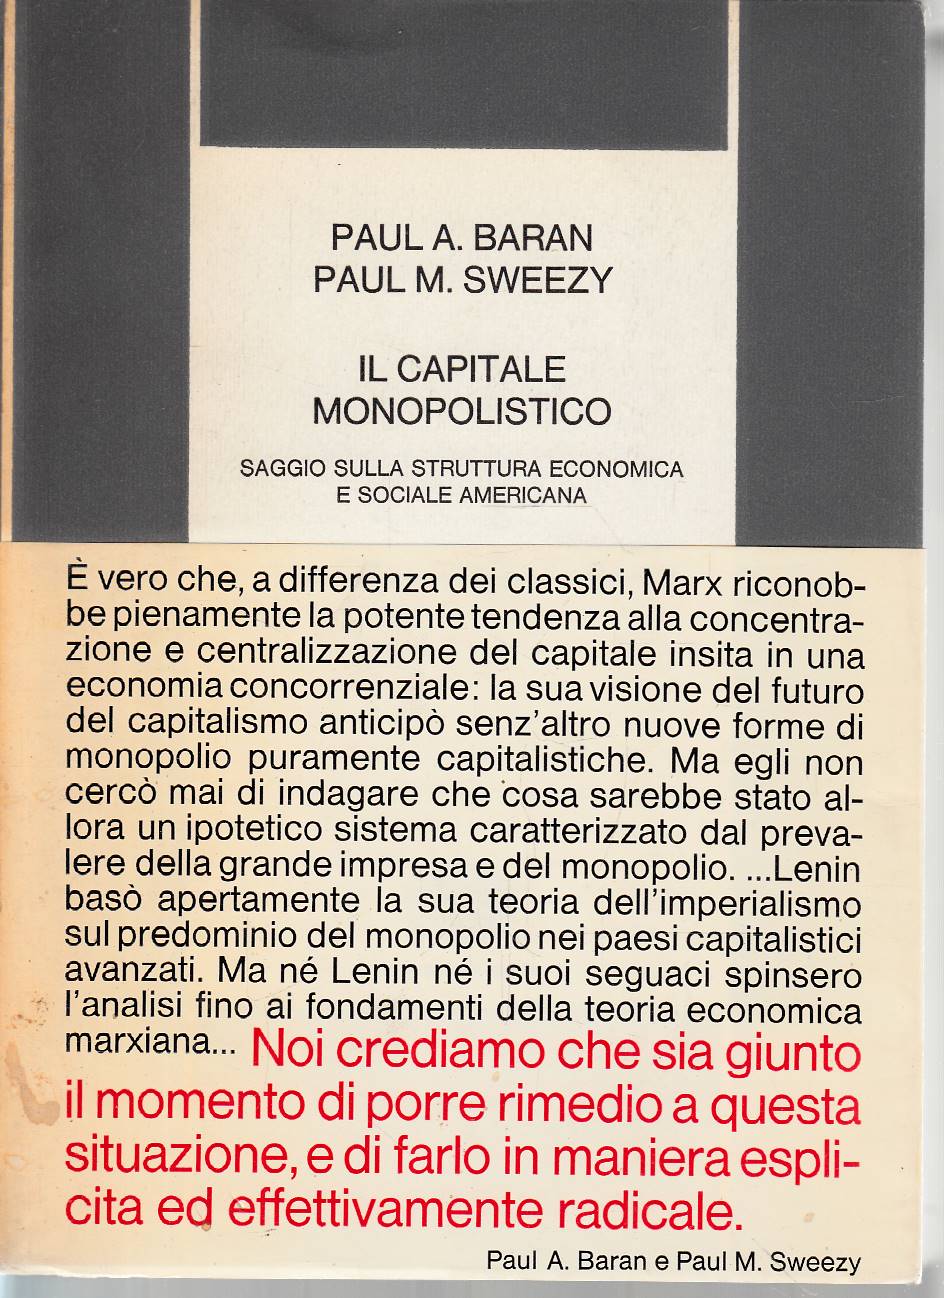 PAUL A. BARAN
PAUL M. SWEEZY
IL CAPITALE
MONOPOLISTICO
SAGGIO SULLA STRUTTURA ECONOMICA
E SOCIALE AMERICANA
È vero che, a differenza dei classici, Marx riconob-
be pienamente la potente tendenza alla concentra-
zione e centralizzazione del capitale insita in una
economia concorrenziale: la sua visione del futuro
del capitalismo anticipò senz'altro nuove forme di
monopolio puramente capitalistiche. Ma egli non
cercò mai di indagare che cosa sarebbe stato al-
lora un ipotetico sistema caratterizzato dal preva-
lere della grande impresa e del monopolio. ...Lenin
basò apertamente la sua teoria dell'imperialismo
sul predominio del monopolio nei paesi capitalistici
avanzati. Ma né Lenin né i suoi seguaci spinsero
l'analisi fino ai fondamenti della teoria economica
marxiana... Noi crediamo che sia giunto
il momento di porre rimedio a questa
situazione, e di farlo in maniera espli-
cita ed effettivamente radicale.
Paul A. Baran e Paul M. Sweezy